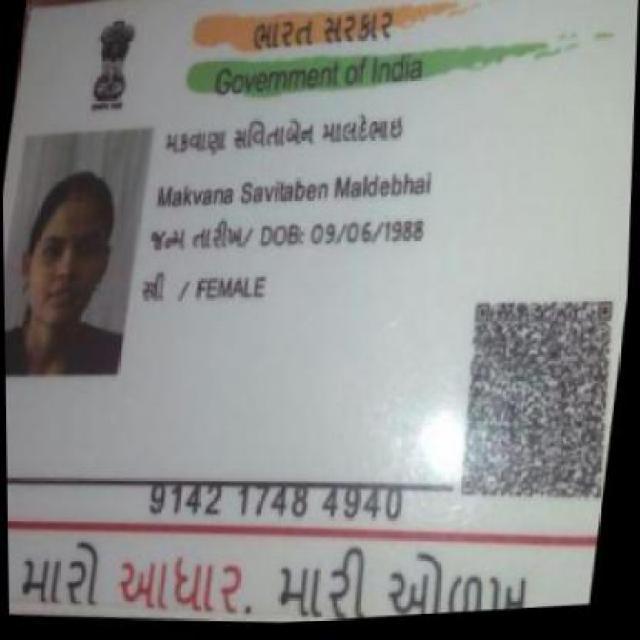 ભારત સરકાર
Government of India
મકવાણા સવિતાબેન માલદેભાઇ
Makvana Savitaben Maldebhai
જન્મ તારીખ/ DOB: 09/06/1988
સ્ત્રી / FEMALE
9142 1748 4940
મારો આધાર. મારી ઓળખ